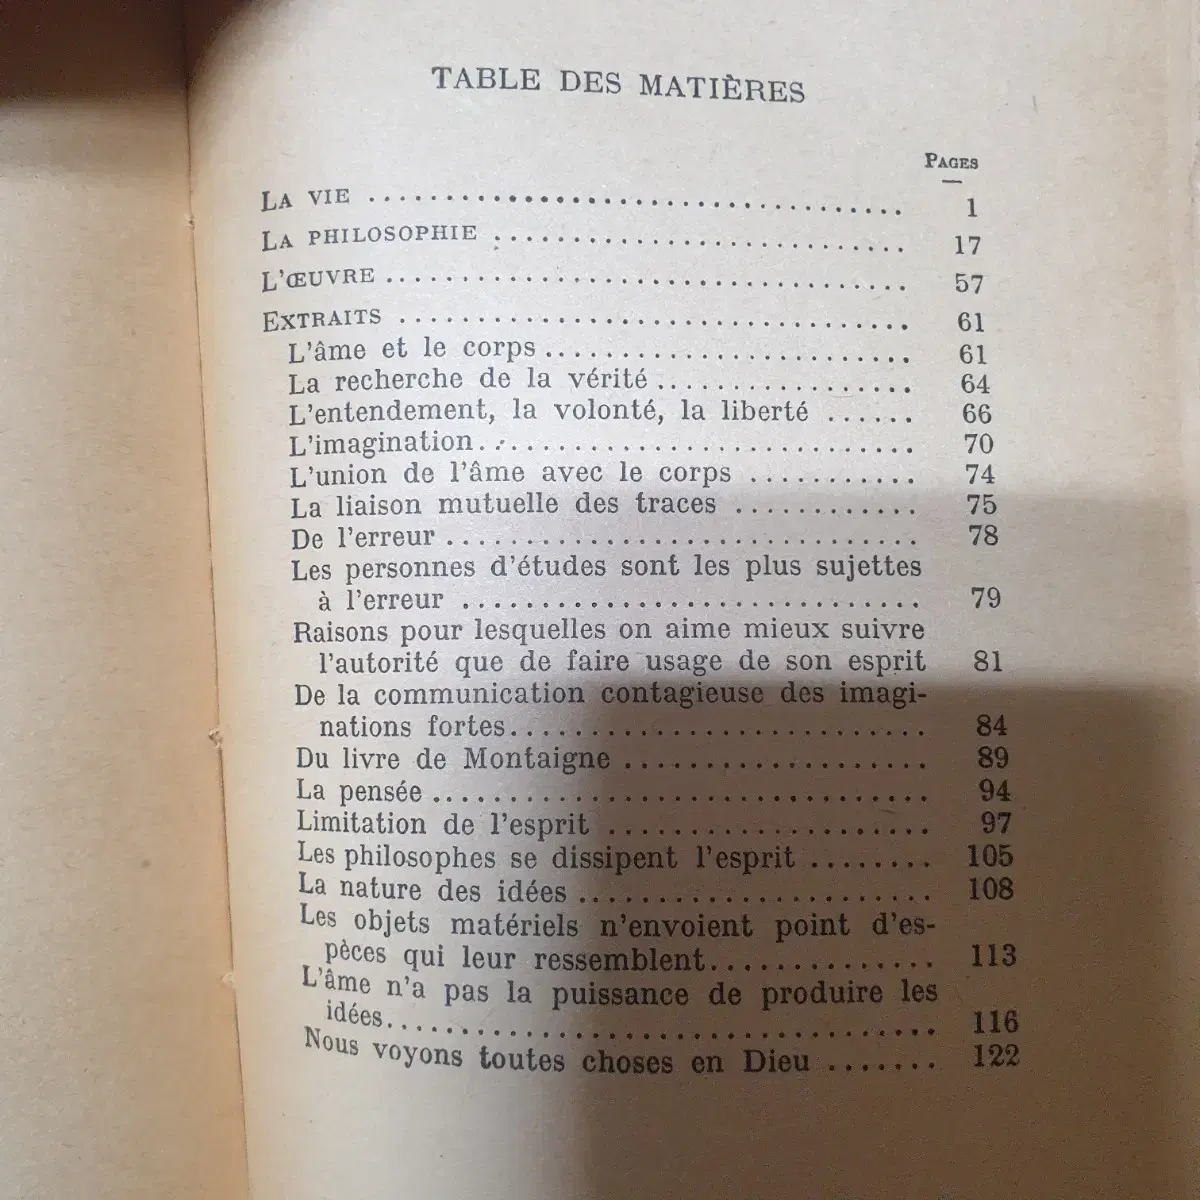 TABLE DES MATIÈRES
PAGES
LA VIE .................................... 1
LA PHILOSOPHIE ........................... 17
L'ŒUVRE ................................... 57
EXTRAITS .................................. 61
L'âme et le corps ........................ 61
La recherche de la vérité ................. 64
L'entendement, la volonté, la liberté ...... 66
L'imagination ............................. 70
L'union de l'âme avec le corps ........... 74
La liaison mutuelle des traces ............ 75
De l'erreur ............................... 78
Les personnes d'études sont les plus sujettes
à l'erreur .............................. 79
Raisons pour lesquelles on aime mieux suivre
l'autorité que de faire usage de son esprit 81
De la communication contagieuse des imagi-
nations fortes ........................... 84
Du livre de Montaigne .................... 89
La pensée ................................. 94
Limitation de l'esprit ..................... 97
Les philosophes se dissipent l'esprit ........ 105
La nature des idées ....................... 108
Les objets matériels n'envoient point d'es-
pèces qui leur ressemblent .............. 113
L'âme n'a pas la puissance de produire les
idées ................................... 116
Nous voyons toutes choses en Dieu ....... 122